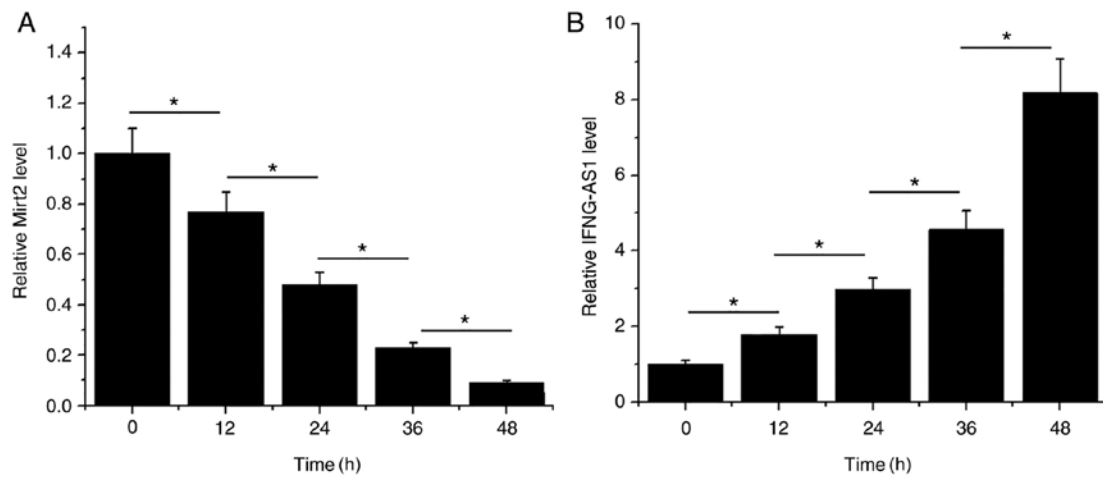 A
Relative Mirt2 level
1.4
1.2
1.0
0.8
0.6
0.4
0.2
0.0
*
*
*
*
0 12 24 36 48
Time (h)
B
Relative IFNG-AS1 level
10
8
6
4
2
0
*
*
*
*
0 12 24 36 48
Time (h)